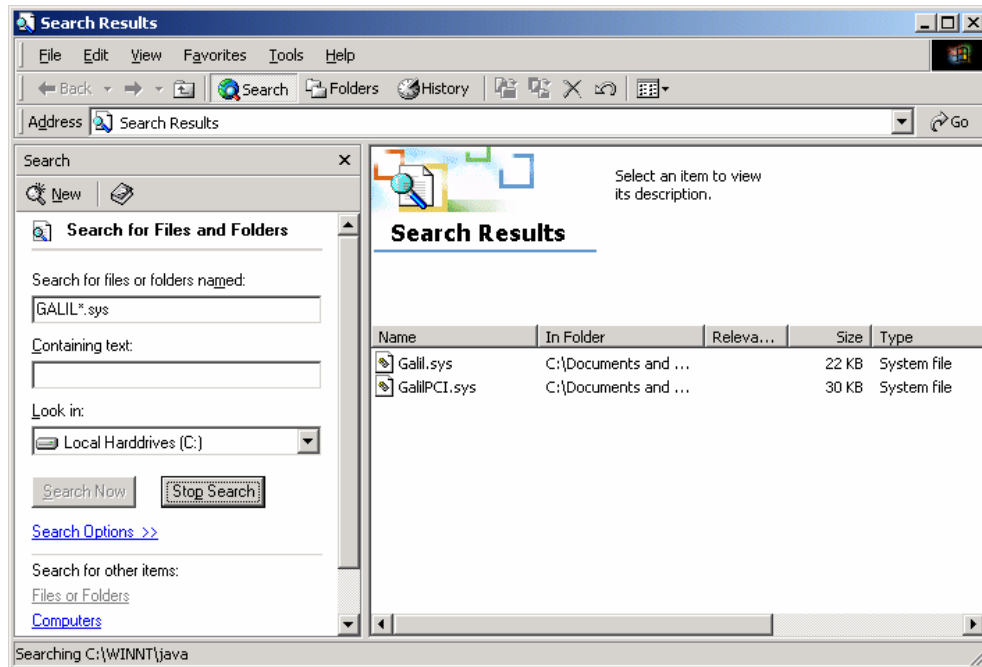 Search Results
File Edit View Favorites Tools Help
Back Search Folders History
Address Search Results Go
Search
New
Search for Files and Folders
Search for files or folders named:
GALIL*.sys
Containing text:
Look in:
Local Harddrives (C:)
Search Now Stop Search
Search Options >>
Search for other items:
Files or Folders
Computers
Select an item to view
its description.
Search Results
Name In Folder Releva... Size Type
Galil.sys C:\Documents and ... 22 KB System file
GalilPCI.sys C:\Documents and ... 30 KB System file
Searching C:\WINNT\java